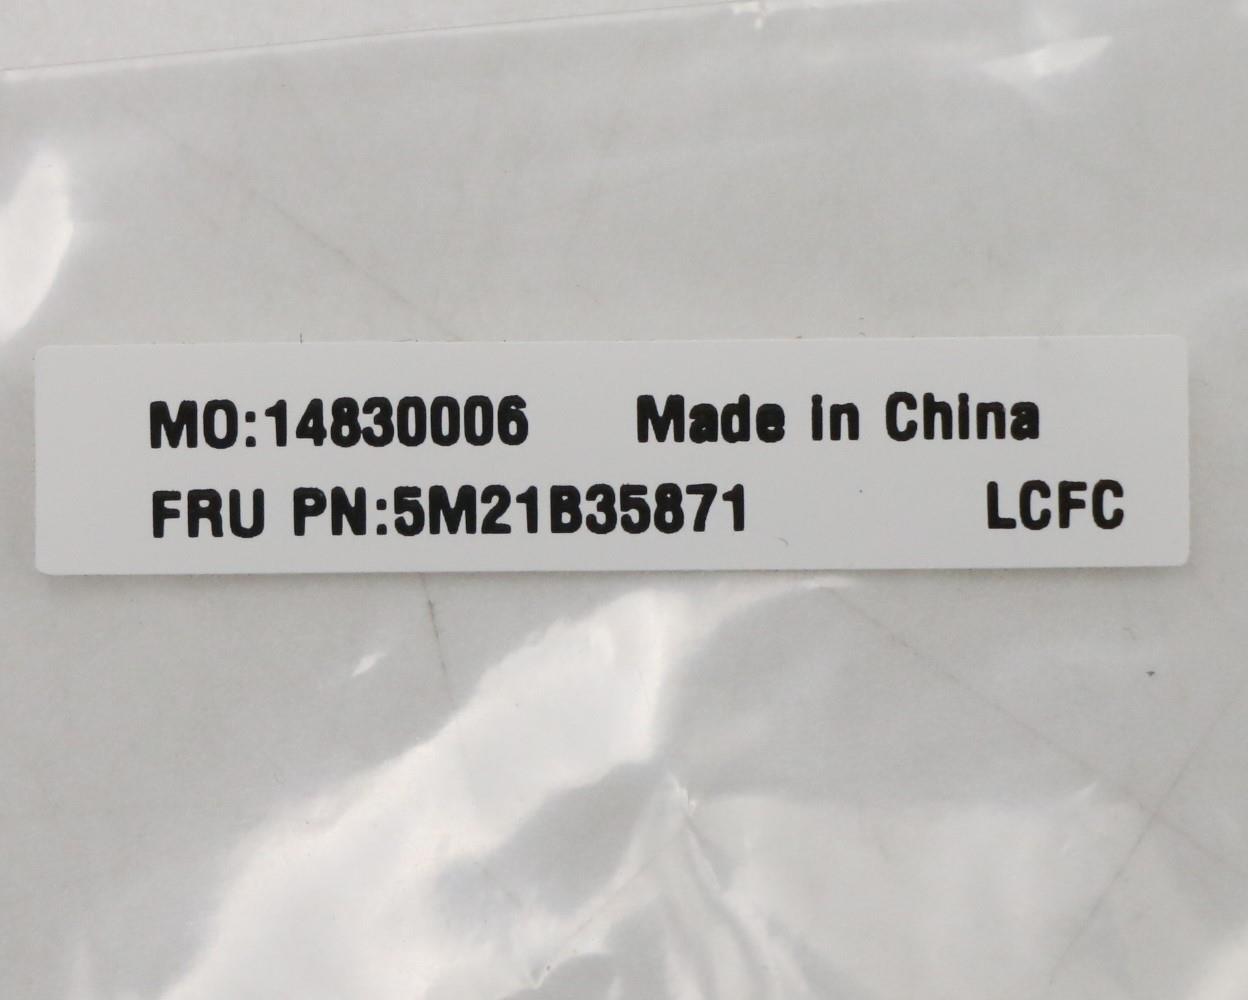 MO:14830006 Made in China
FRU PN:5M21B35871 LCFC